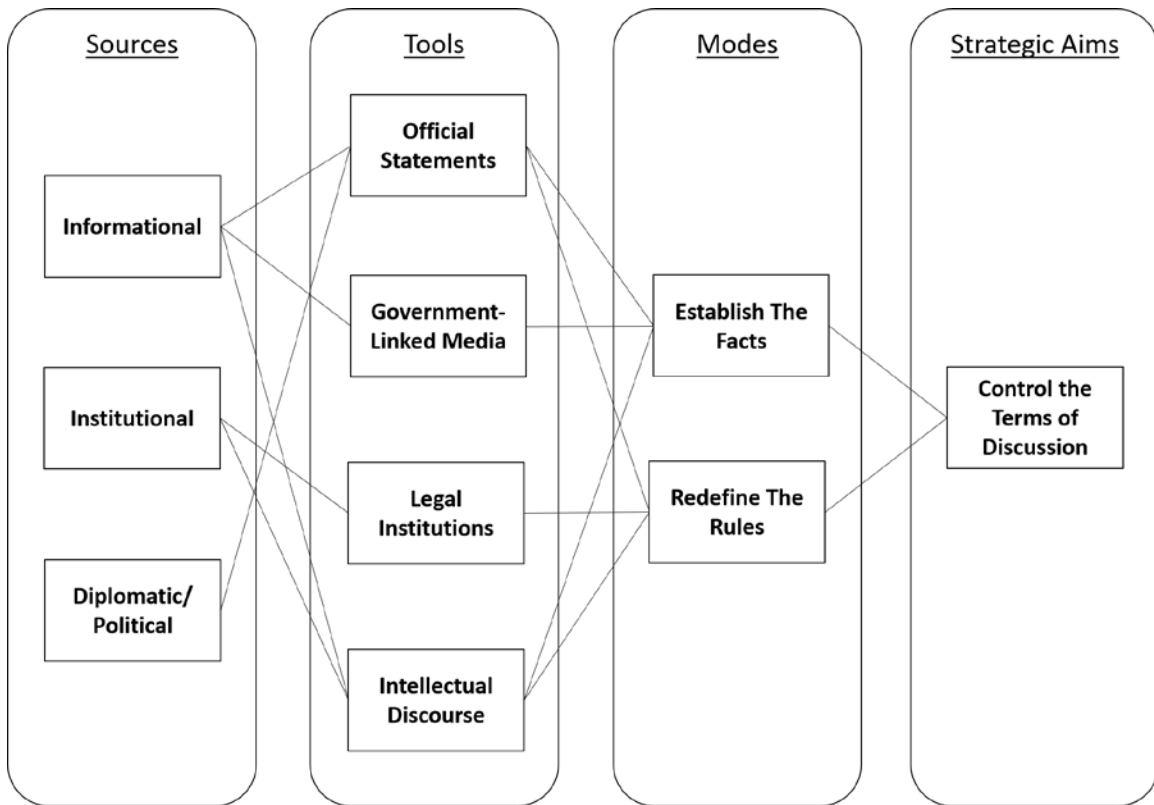 Sources
Tools
Modes
Strategic Aims
Informational
Institutional
Diplomatic/
Political
Official
Statements
Government-
Linked Media
Legal
Institutions
Intellectual
Discourse
Establish The
Facts
Redefine The
Rules
Control the
Terms of
Discussion